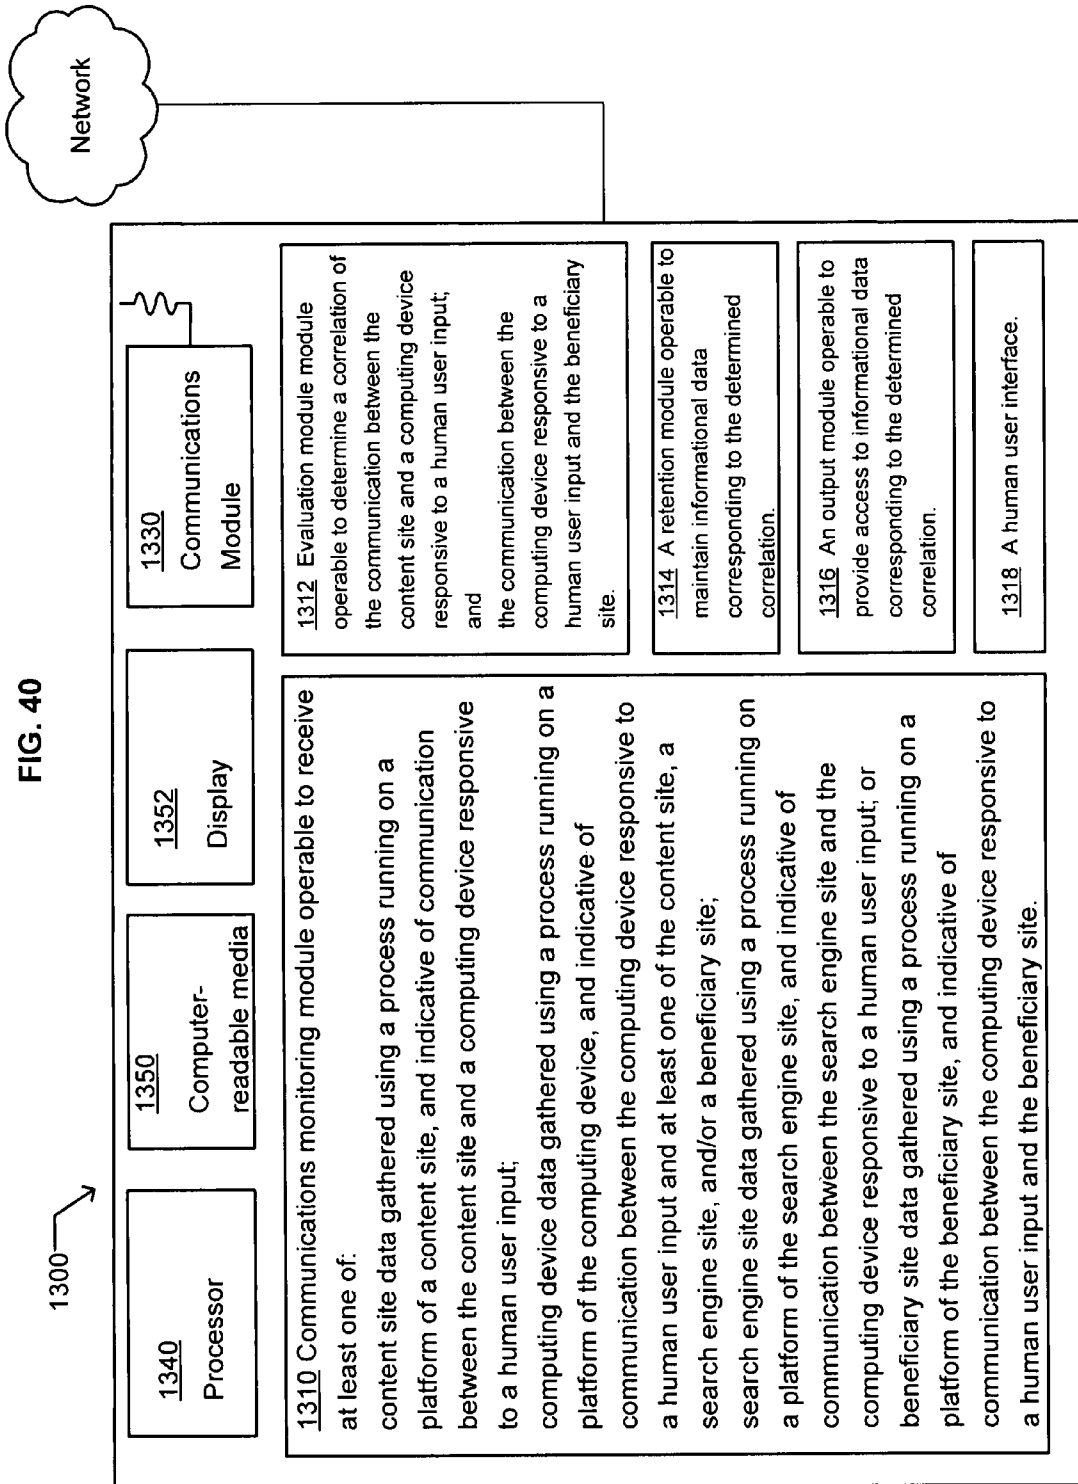 FIG. 40
1300
1340
Processor
1350
Computer-
readable media
1352
Display
1330
Communications
Module
Network
1310 Communications monitoring module operable to receive
at least one of:
content site data gathered using a process running on a
platform of a content site, and indicative of communication
between the content site and a computing device responsive
to a human user input;
computing device data gathered using a process running on a
platform of the computing device, and indicative of
communication between the computing device responsive to
a human user input and at least one of the content site, a
search engine site, and/or a beneficiary site;
search engine site data gathered using a process running on
a platform of the search engine site, and indicative of
communication between the search engine site and the
computing device responsive to a human user input; or
beneficiary site data gathered using a process running on a
platform of the beneficiary site, and indicative of
communication between the computing device responsive to
a human user input and the beneficiary site.
1312 Evaluation module module
operable to determine a correlation of
the communication between the
content site and a computing device
responsive to a human user input;
and
the communication between the
computing device responsive to a
human user input and the beneficiary
site.
1314 A retention module operable to
maintain informational data
corresponding to the determined
correlation.
1316 An output module operable to
provide access to informational data
corresponding to the determined
correlation.
1318 A human user interface.